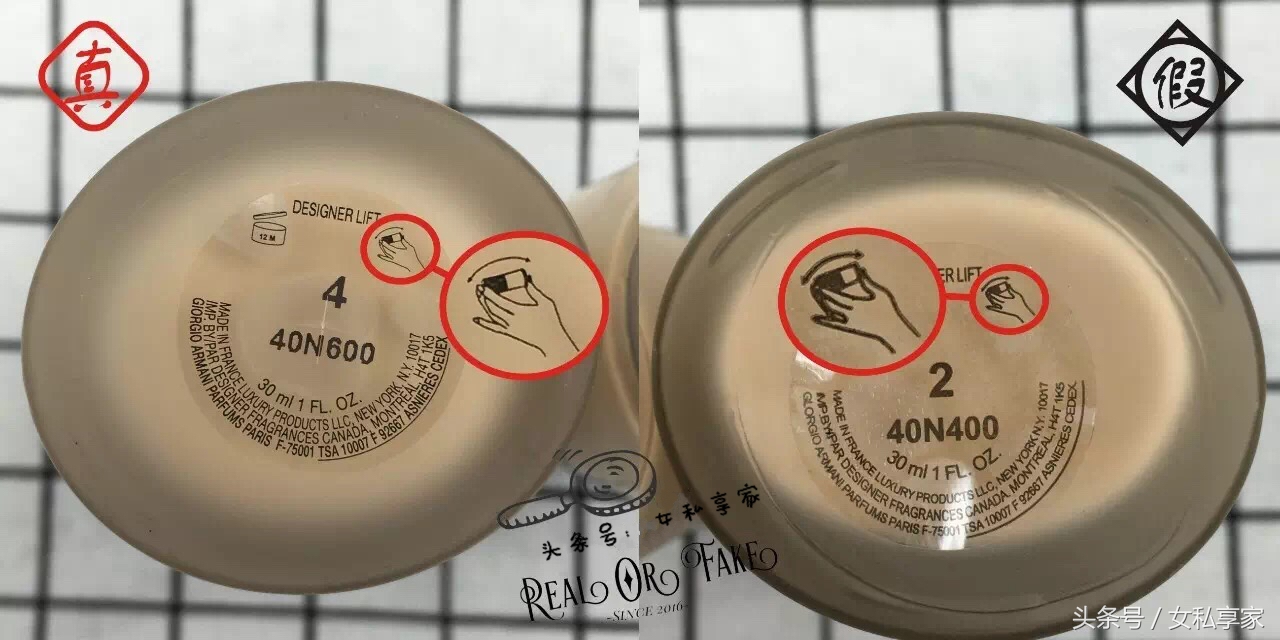 真
DESIGNER LIFT
12 M
4
40N600
30 ml 1 FL. OZ.
MADE IN FRANCE LUXURY PRODUCTS LLC, NEW YORK, N.Y. 10017
IMP. BY/PAR DESIGNER FRAGRANCES CANADA, MONTREAL, H4T 1K5
GIORGIO ARMANI PARFUMS PARIS F-75001 TSA 10007 F 92667 ASNIERES CEDEX
假
ER LIFT
2
40N400
30 ml 1 FL. OZ.
MADE IN FRANCE LUXURY PRODUCTS LLC, NEW YORK N.Y. 10017
IMP BY/PAR DESIGNER FRAGRANCES CANADA, MONTREAL, H4T 1K5
GLORGIO ARMANI PARFUMS PARIS F-75001 TSA 10007 F 92667 ASNIERES CEDEX
头条号:女私享家
REAL OR FAKE
-SINCE 2016-
头条号 / 女私享家